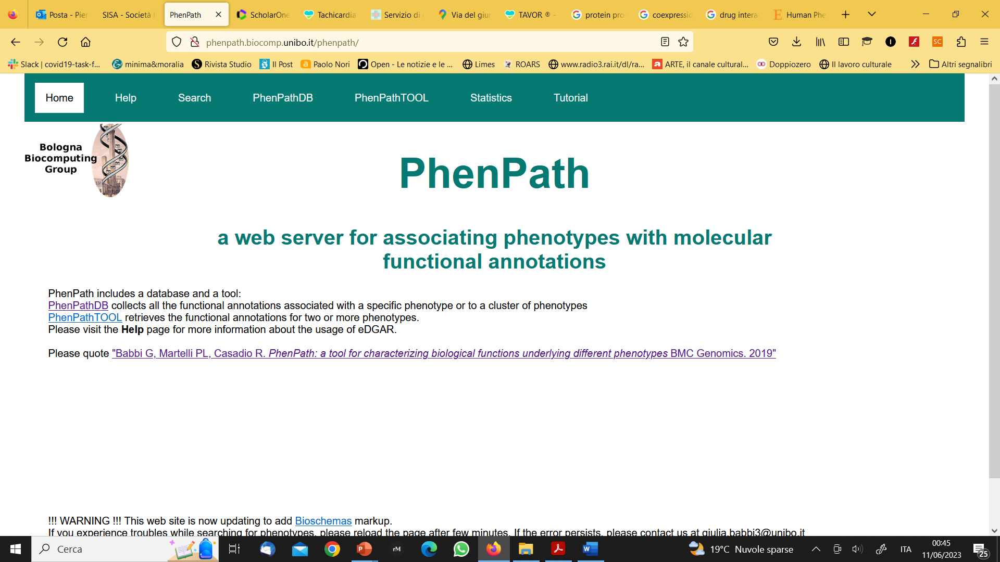 Posta - Pier
SISA - Società
PhenPath
ScholarOne
Tachicardia
Servizio di
Via del giur
TAVOR ® -
protein pro
coexpressic
drug intera
Human Phe
phenpath.biocomp.unibo.it/phenpath/
Slack | covid19-task-f...
minima&moralia
Rivista Studio
Il Post
Paolo Nori
Open - Le notizie e le ...
Limes
ROARS
www.radio3.rai.it/dl/ra...
ARTE, il canale cultural...
Doppiozero
Il lavoro culturale
Altri segnalibri
Home
Help
Search
PhenPathDB
PhenPathTOOL
Statistics
Tutorial
Bologna
Biocomputing
Group
PhenPath
a web server for associating phenotypes with molecular
functional annotations
PhenPath includes a database and a tool:
PhenPathDB collects all the functional annotations associated with a specific phenotype or to a cluster of phenotypes
PhenPathTOOL retrieves the functional annotations for two or more phenotypes.
Please visit the Help page for more information about the usage of eDGAR.
Please quote "Babbi G, Martelli PL, Casadio R. PhenPath: a tool for characterizing biological functions underlying different phenotypes BMC Genomics. 2019"
!!! WARNING !!! This web site is now updating to add Bioschemas markup.
If you experience troubles while searching for phenotypes, please reload the page after few minutes. If the error persists, please contact us at giulia.babbi3@unibo.it
Cerca
rM
19°C Nuvole sparse
ITA
00:45
11/06/2023
25